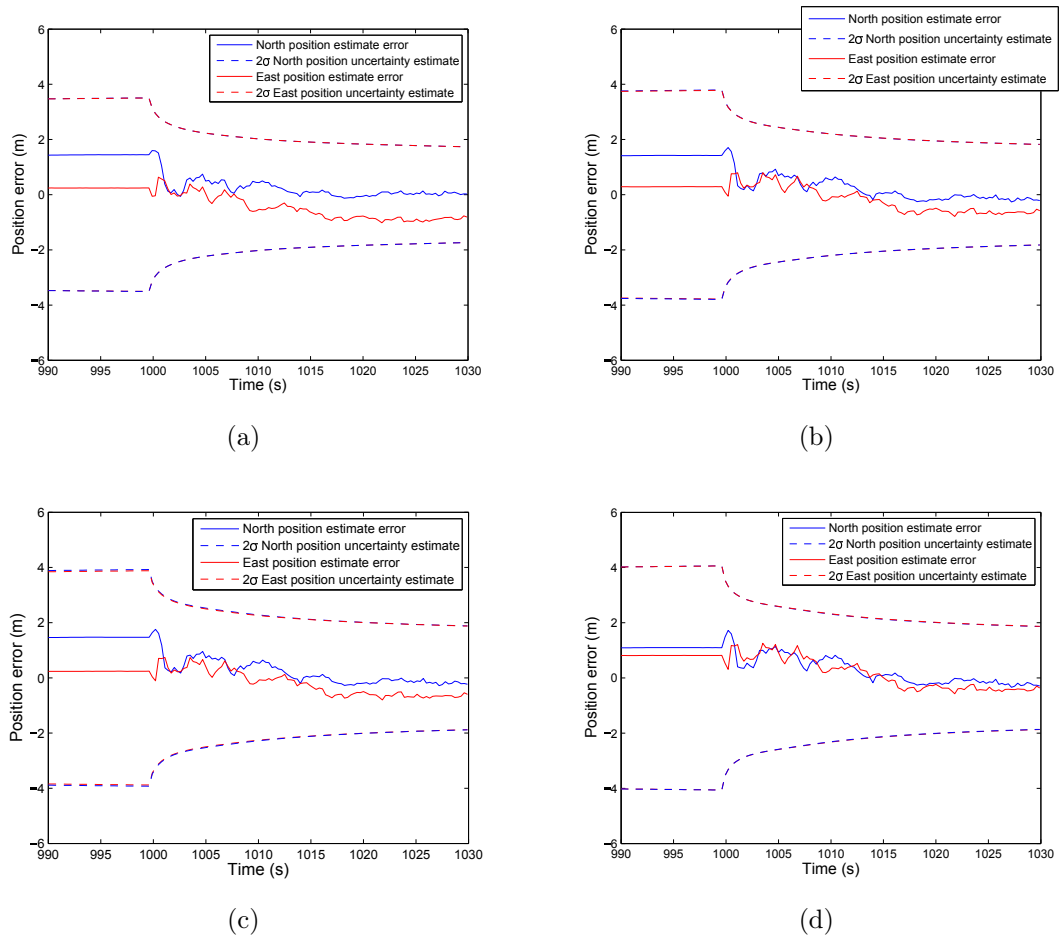 6
4
2
0
−2
−4
−6
990 995 1000 1005 1010 1015 1020 1025 1030
Time (s)
Position error (m)
North position estimate error
2σ North position uncertainty estimate
East position estimate error
2σ East position uncertainty estimate
(a)
6
4
2
0
−2
−4
−6
990 995 1000 1005 1010 1015 1020 1025 1030
Time (s)
Position error (m)
North position estimate error
2σ North position uncertainty estimate
East position estimate error
2σ East position uncertainty estimate
(b)
6
4
2
0
−2
−4
−6
990 995 1000 1005 1010 1015 1020 1025 1030
Time (s)
Position error (m)
North position estimate error
2σ North position uncertainty estimate
East position estimate error
2σ East position uncertainty estimate
(c)
6
4
2
0
−2
−4
−6
990 995 1000 1005 1010 1015 1020 1025 1030
Time (s)
Position error (m)
North position estimate error
2σ North position uncertainty estimate
East position estimate error
2σ East position uncertainty estimate
(d)